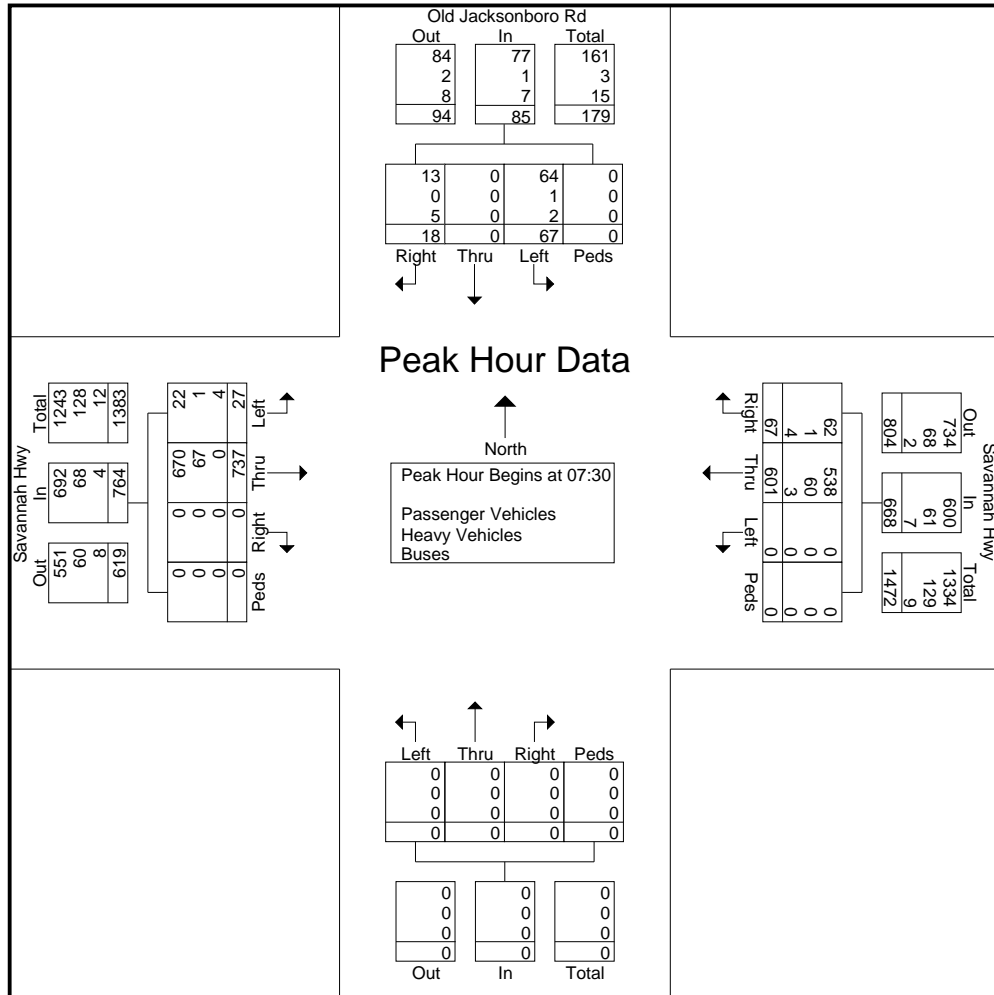 Old Jacksonboro Rd
Out In Total
84 77 161
2 1 3
8 7 15
94 85 179
13 0 64 0
0 0 1 0
5 0 2 0
18 0 67 0
Right Thru Left Peds
Peak Hour Data
North
Peak Hour Begins at 07:30
Passenger Vehicles
Heavy Vehicles
Buses
Savannah Hwy
Out In Total
551 692 1243
60 68 128
8 4 12
619 764 1383
0 0 670 22
0 0 67 1
0 0 0 4
0 0 737 27
Peds Right Thru Left
Savannah Hwy
Out In Total
734 600 1334
68 61 129
2 7 9
804 668 1472
62 538 0 0
1 60 0 0
4 3 0 0
67 601 0 0
Right Thru Left Peds
Left Thru Right Peds
0 0 0 0
0 0 0 0
0 0 0 0
0 0 0 0
0 0 0
0 0 0
0 0 0
0 0 0
Out In Total